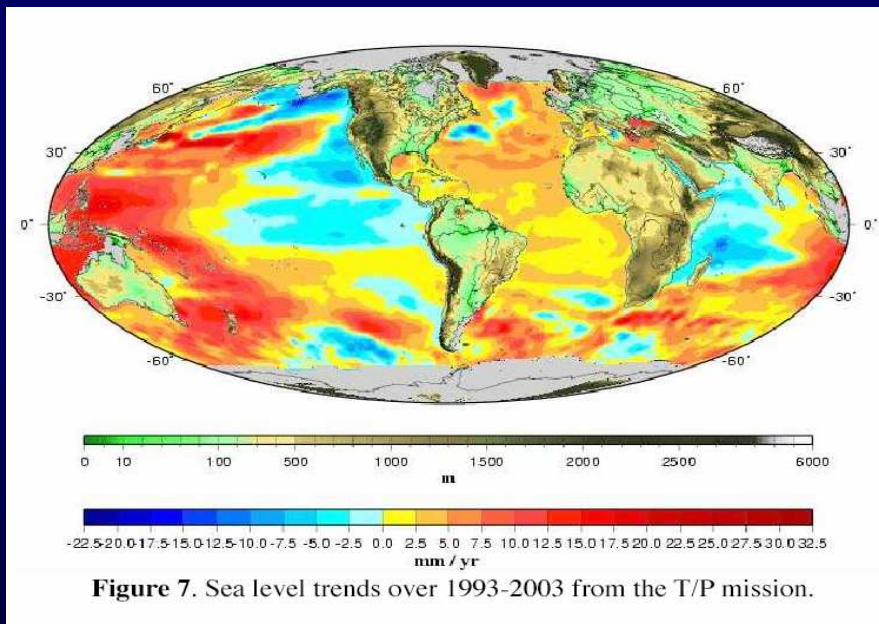 60° 60°
30° 30°
0° 0°
-30° -30°
-60° -60°
0 10 100 500 1000 1500 2000 2500 6000
m
-22.5-20.0-17.5-15.0-12.5-10.0-7.5-5.0-2.5 0.0 2.5 5.0 7.5 10.0 12.5 15.0 17.5 20.0 22.5 25.0 27.5 30.0 32.5
mm / yr
Figure 7. Sea level trends over 1993-2003 from the T/P mission.